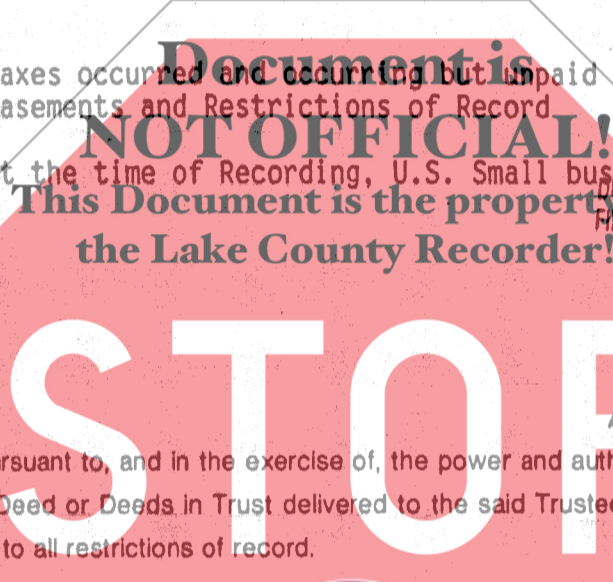 Document is
axes occurred and occurring but unpaid
asements and Restrictions of Record
NOT OFFICIAL!
t the time of Recording, U.S. Small bus
This Document is the property
the Lake County Recorder!
STOP
rsuant to, and in the exercise of, the power and auth
Deed or Deeds in Trust delivered to the said Trustee
to all restrictions of record.